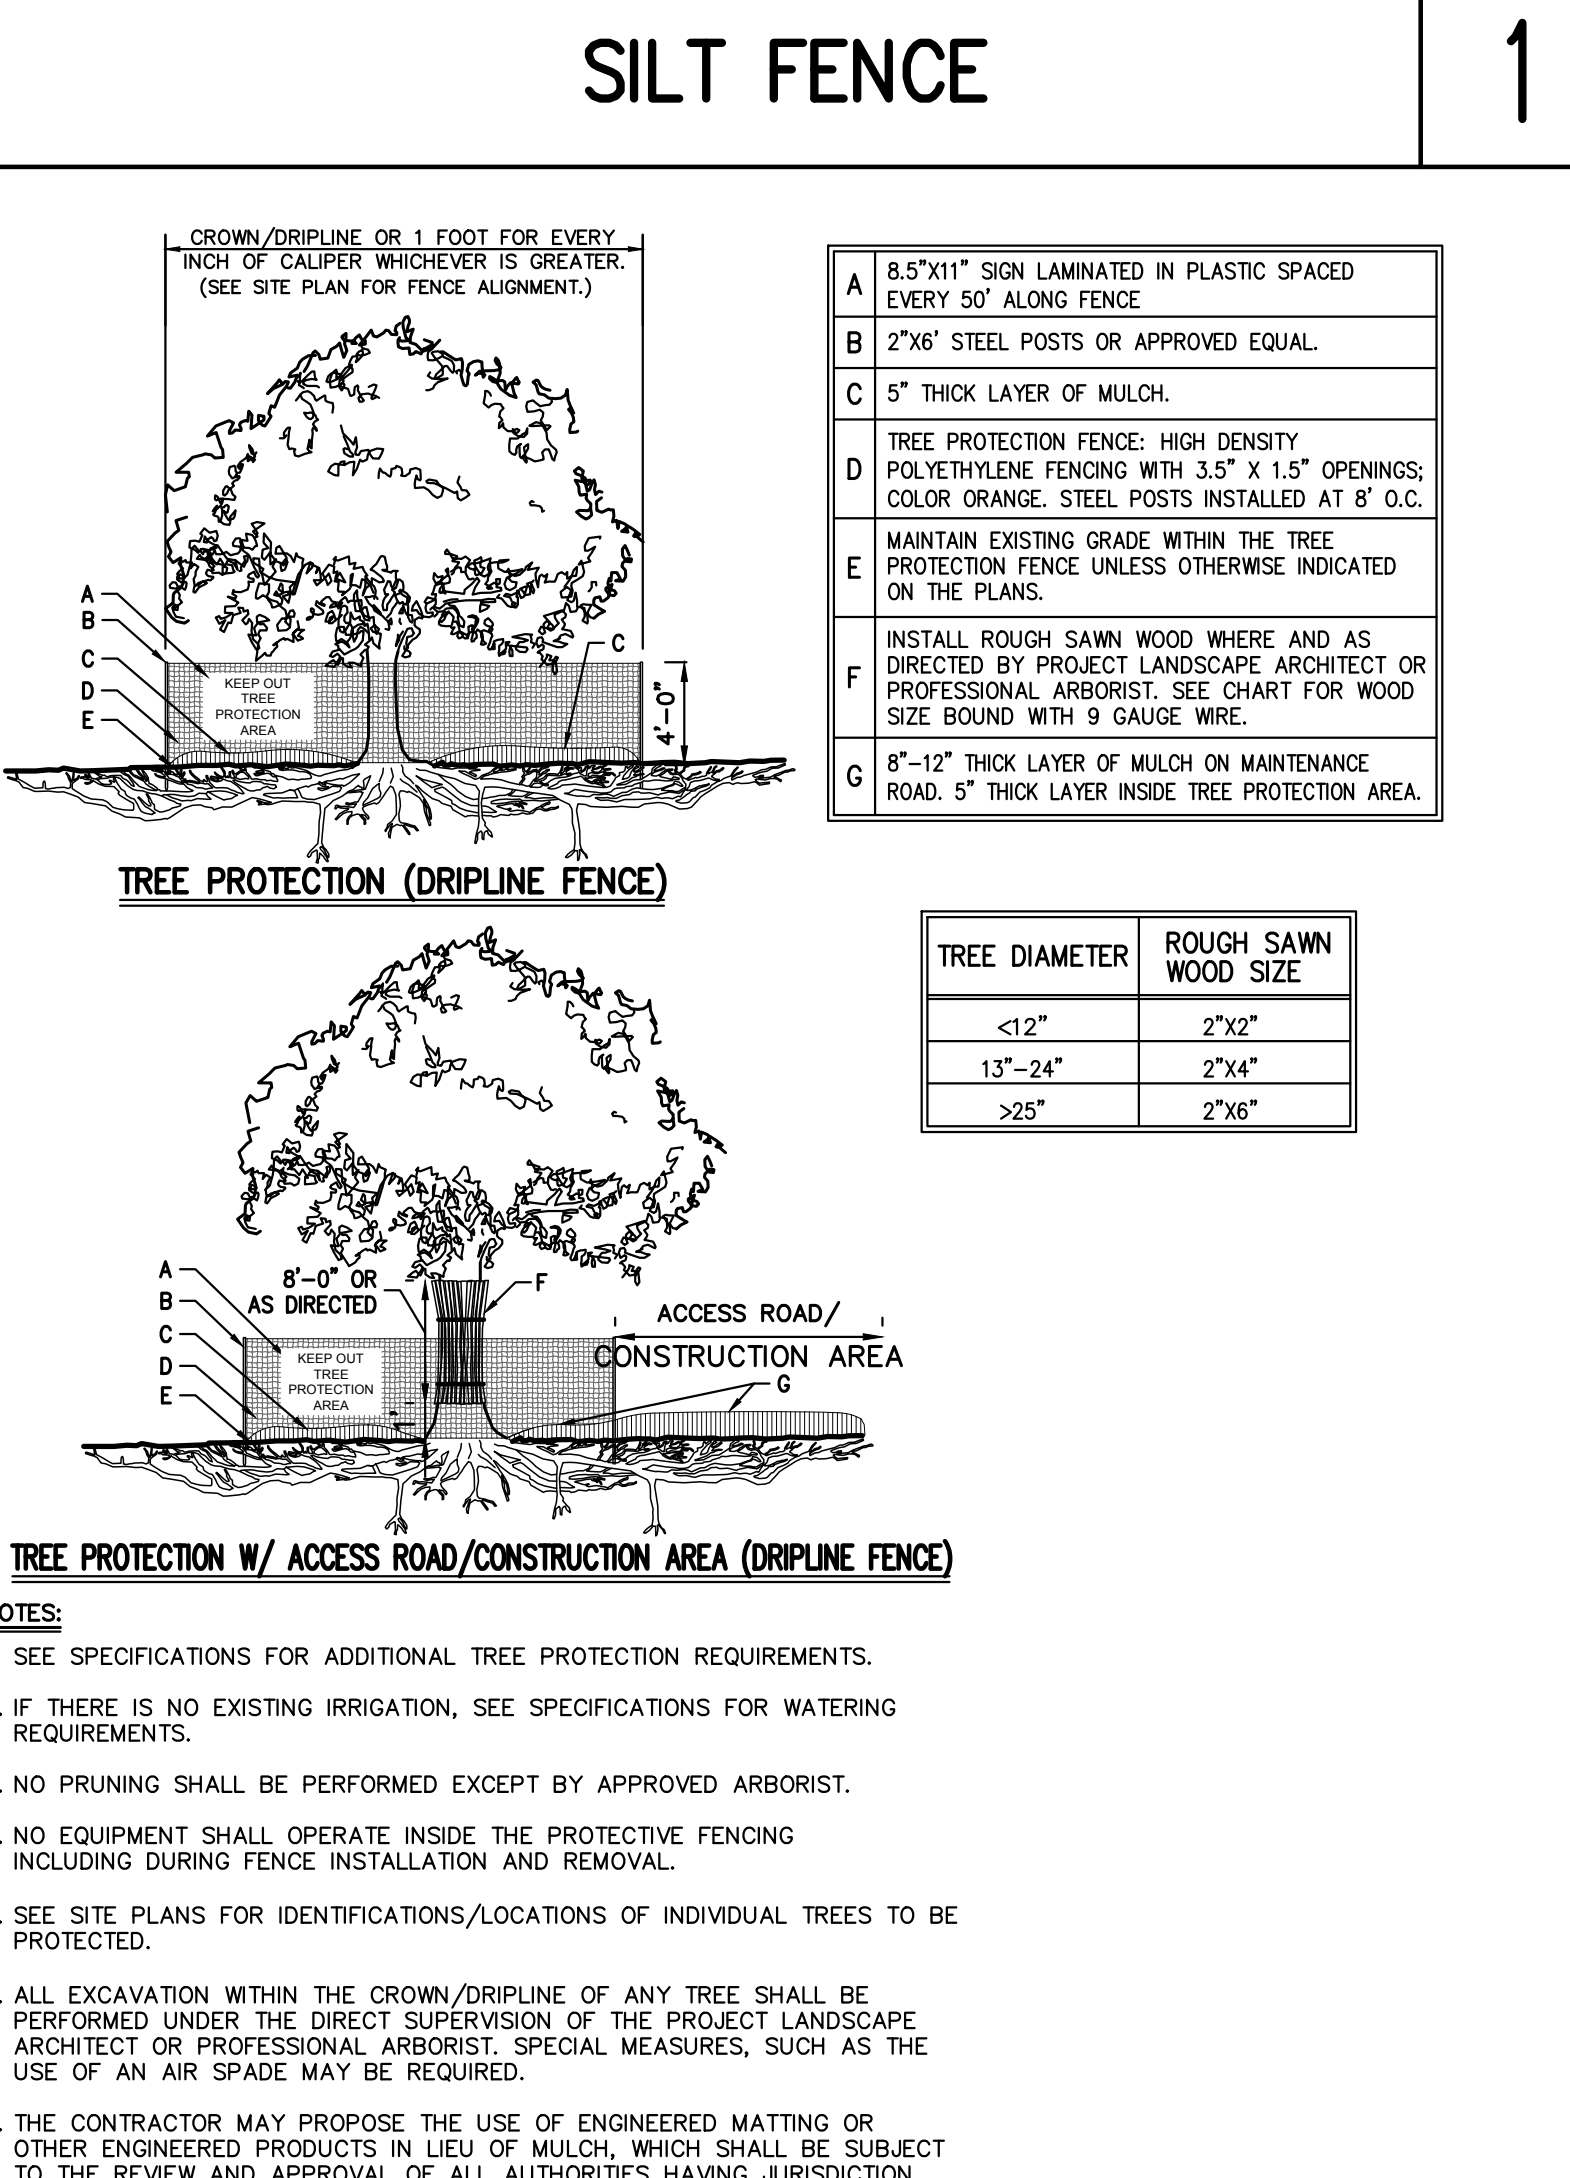 SILT FENCE
1
CROWN/DRIPLINE OR 1 FOOT FOR EVERY
INCH OF CALIPER WHICHEVER IS GREATER.
(SEE SITE PLAN FOR FENCE ALIGNMENT.)
A
B
C
D
E
C
KEEP OUT
TREE
PROTECTION
AREA
4'-0"
TREE PROTECTION (DRIPLINE FENCE)
A
8.5"X11" SIGN LAMINATED IN PLASTIC SPACED
EVERY 50' ALONG FENCE
B
2"X6' STEEL POSTS OR APPROVED EQUAL.
C
5" THICK LAYER OF MULCH.
D
TREE PROTECTION FENCE: HIGH DENSITY
POLYETHYLENE FENCING WITH 3.5" X 1.5" OPENINGS;
COLOR ORANGE. STEEL POSTS INSTALLED AT 8' O.C.
E
MAINTAIN EXISTING GRADE WITHIN THE TREE
PROTECTION FENCE UNLESS OTHERWISE INDICATED
ON THE PLANS.
F
INSTALL ROUGH SAWN WOOD WHERE AND AS
DIRECTED BY PROJECT LANDSCAPE ARCHITECT OR
PROFESSIONAL ARBORIST. SEE CHART FOR WOOD
SIZE BOUND WITH 9 GAUGE WIRE.
G
8"-12" THICK LAYER OF MULCH ON MAINTENANCE
ROAD. 5" THICK LAYER INSIDE TREE PROTECTION AREA.
TREE DIAMETER
ROUGH SAWN
WOOD SIZE
<12"
2"X2"
13"-24"
2"X4"
>25"
2"X6"
A
B
C
D
E
8'-0" OR
AS DIRECTED
F
ACCESS ROAD/
CONSTRUCTION AREA
G
KEEP OUT
TREE
PROTECTION
AREA
1'
TREE PROTECTION W/ ACCESS ROAD/CONSTRUCTION AREA (DRIPLINE FENCE)
OTES:
SEE SPECIFICATIONS FOR ADDITIONAL TREE PROTECTION REQUIREMENTS.
. IF THERE IS NO EXISTING IRRIGATION, SEE SPECIFICATIONS FOR WATERING
REQUIREMENTS.
. NO PRUNING SHALL BE PERFORMED EXCEPT BY APPROVED ARBORIST.
. NO EQUIPMENT SHALL OPERATE INSIDE THE PROTECTIVE FENCING
INCLUDING DURING FENCE INSTALLATION AND REMOVAL.
. SEE SITE PLANS FOR IDENTIFICATIONS/LOCATIONS OF INDIVIDUAL TREES TO BE
PROTECTED.
. ALL EXCAVATION WITHIN THE CROWN/DRIPLINE OF ANY TREE SHALL BE
PERFORMED UNDER THE DIRECT SUPERVISION OF THE PROJECT LANDSCAPE
ARCHITECT OR PROFESSIONAL ARBORIST. SPECIAL MEASURES, SUCH AS THE
USE OF AN AIR SPADE MAY BE REQUIRED.
. THE CONTRACTOR MAY PROPOSE THE USE OF ENGINEERED MATTING OR
OTHER ENGINEERED PRODUCTS IN LIEU OF MULCH, WHICH SHALL BE SUBJECT
TO THE REVIEW AND APPROVAL OF ALL AUTHORITIES HAVING JURISDICTION